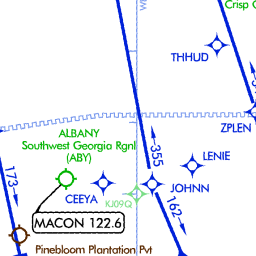 Crisp C
WI
THHUD
ZPLEN
ALBANY
Southwest Georgia Rgnl
(ABY)
355
LENIE
173
JOHNN
CEEYA
KJ09Q
162
MACON 122.6
Pinebloom Plantation Pvt